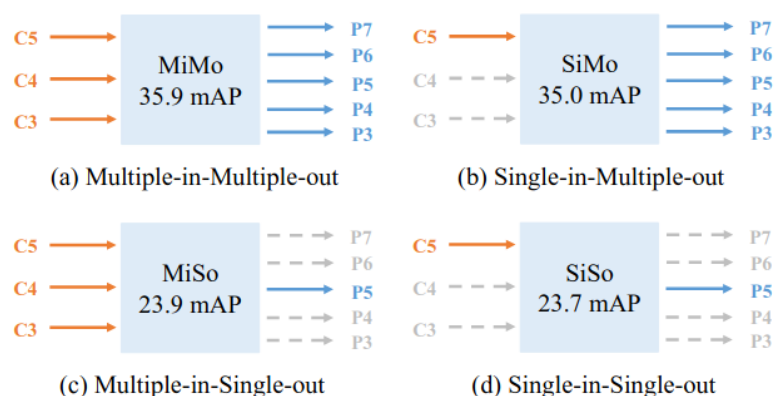 C5
C4
C3
MiMo
35.9 mAP
P7
P6
P5
P4
P3
(a) Multiple-in-Multiple-out
C5
C4
C3
SiMo
35.0 mAP
P7
P6
P5
P4
P3
(b) Single-in-Multiple-out
C5
C4
C3
MiSo
23.9 mAP
P7
P6
P5
P4
P3
(c) Multiple-in-Single-out
C5
C4
C3
SiSo
23.7 mAP
P7
P6
P5
P4
P3
(d) Single-in-Single-out